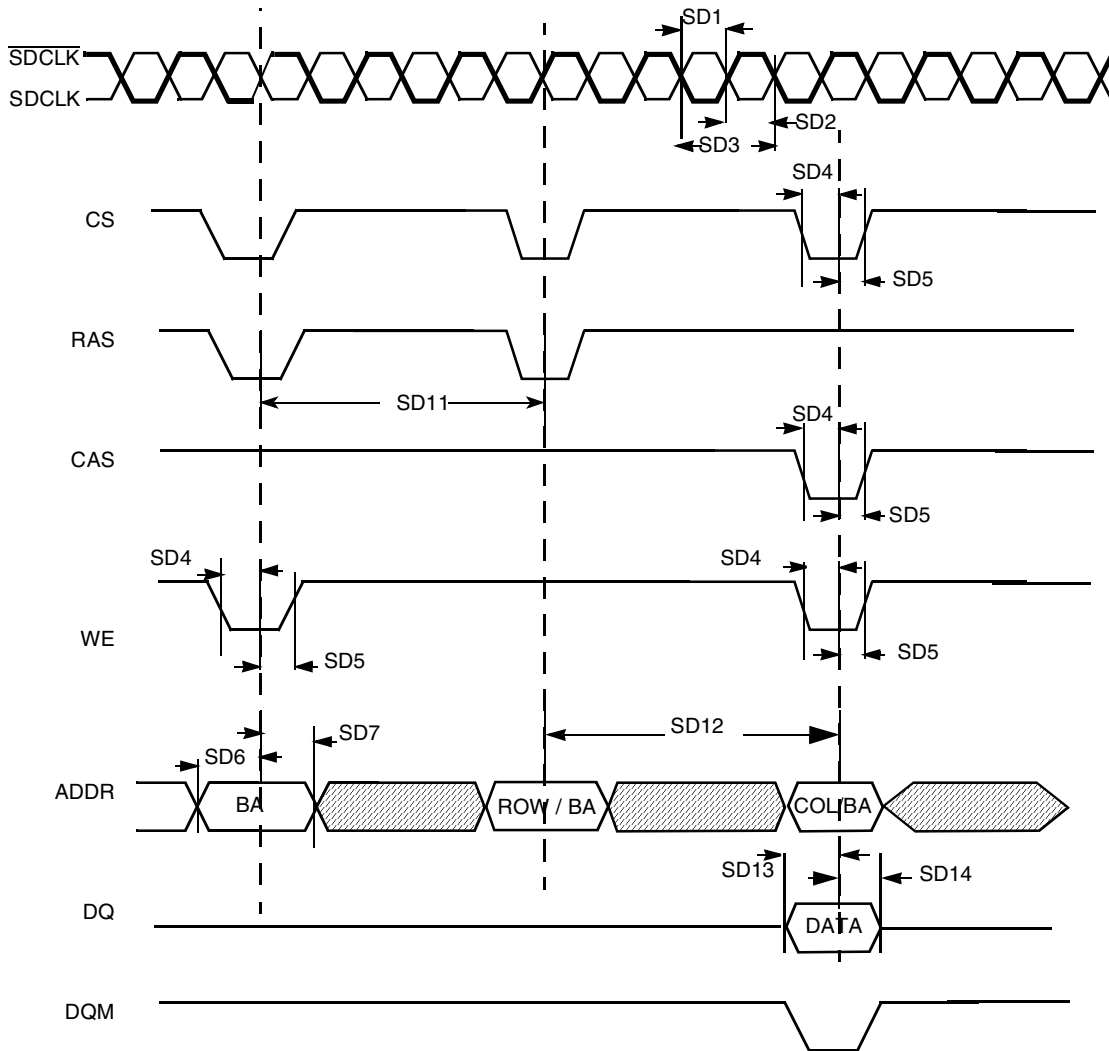 SD1
SDCLK
SDCLK
SD2
SD3
SD4
CS
SD5
RAS
SD11
SD4
CAS
SD5
SD4
SD4
WE
SD5
SD5
SD12
SD7
SD6
ADDR
BA
ROW / BA
COL/BA
SD13
SD14
DQ
DATA
DQM